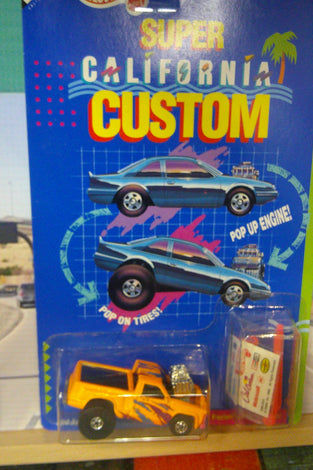 SUPER
CALIFORNIA
CUSTOM
POP UP ENGINE!
POP ON TIRES!